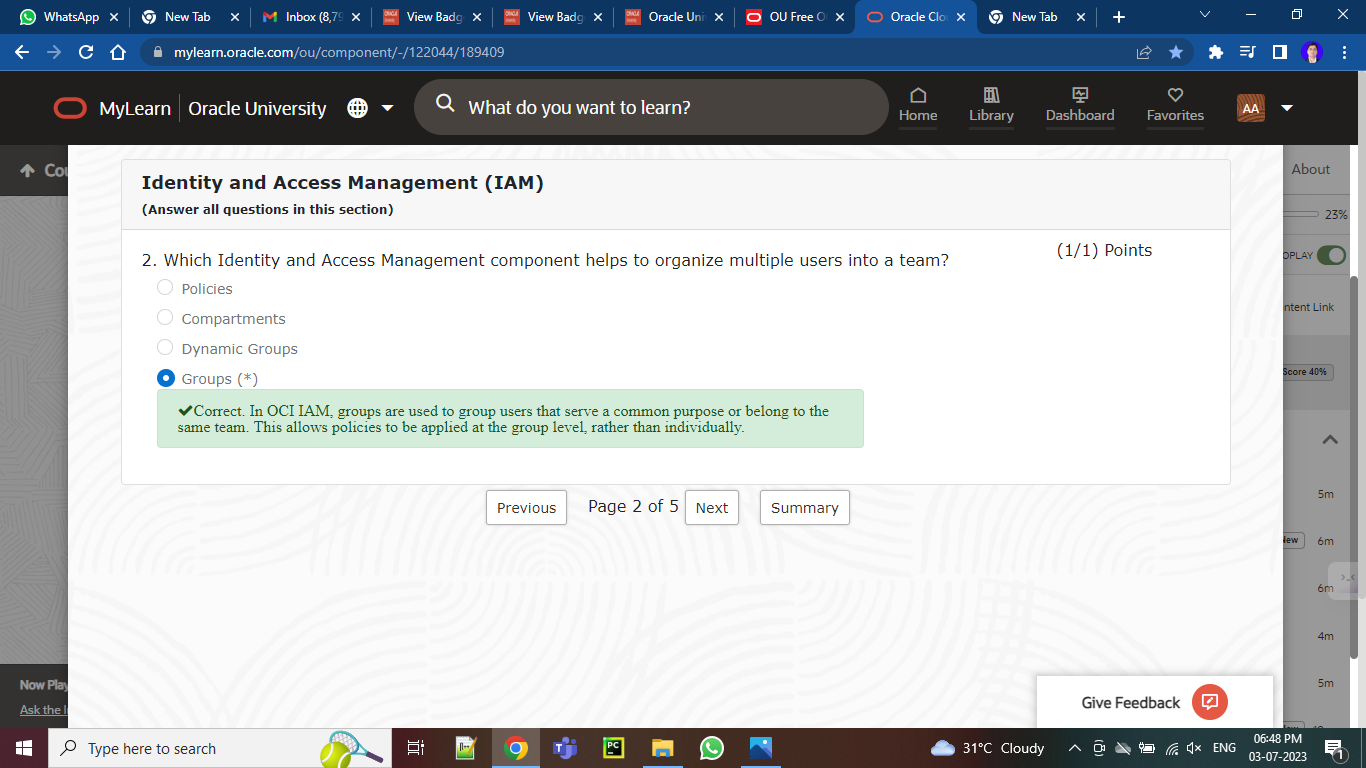 WhatsApp
New Tab
Inbox (8,79
View Badg
View Badg
Oracle Uni
OU Free O
Oracle Clo
New Tab
mylearn.oracle.com/ou/component/-/122044/189409
MyLearn
Oracle University
What do you want to learn?
Home
Library
Dashboard
Favorites
AA
Cou
About
Identity and Access Management (IAM)
(Answer all questions in this section)
23%
2. Which Identity and Access Management component helps to organize multiple users into a team?
(1/1) Points
OPLAY
Policies
ntent Link
Compartments
Dynamic Groups
Score 40%
Groups (*)
✔Correct. In OCI IAM, groups are used to group users that serve a common purpose or belong to the
same team. This allows policies to be applied at the group level, rather than individually.
5m
Previous
Page 2 of 5
Next
Summary
6m
6m
4m
Now Play
5m
Ask the I
Give Feedback
Type here to search
PC
31°C Cloudy
ENG
06:48 PM
03-07-2023
1